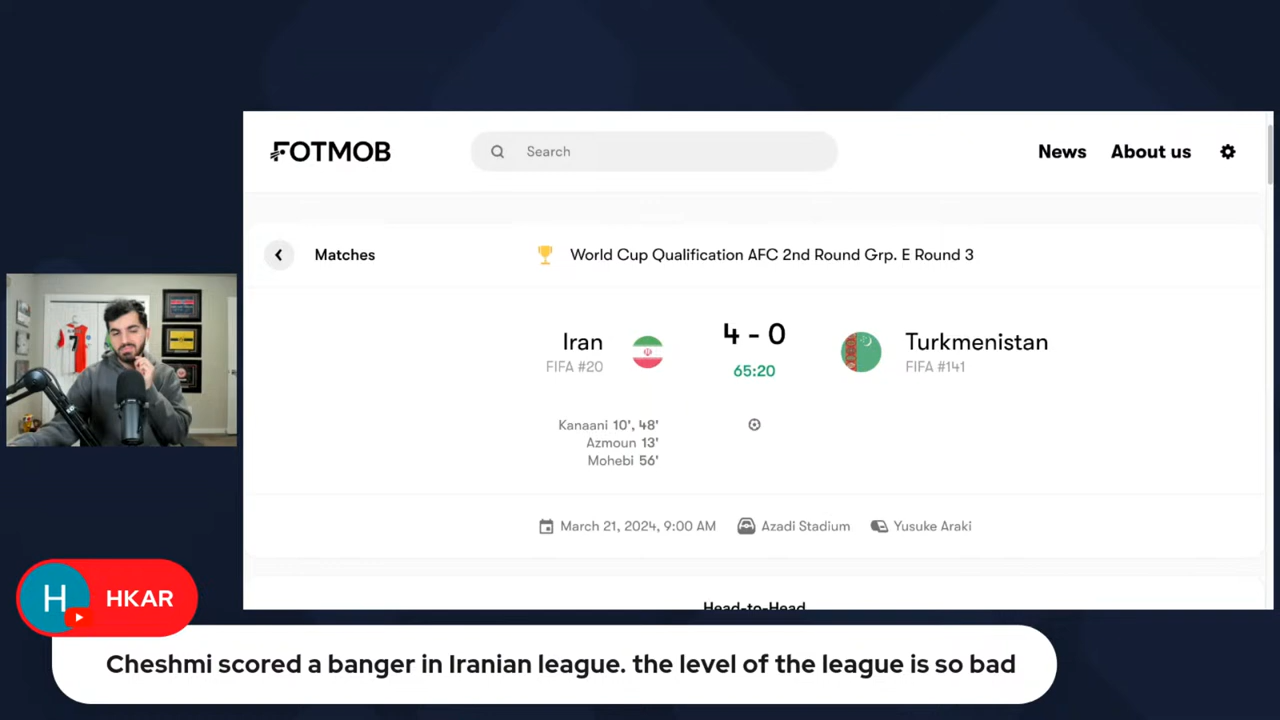 FOTMOB
Search
News
About us
Matches
World Cup Qualification AFC 2nd Round Grp. E Round 3
Iran
FIFA #20
4 - 0
65:20
Turkmenistan
FIFA #141
Kanaani 10', 48'
Azmoun 13'
Mohebi 56'
March 21, 2024, 9:00 AM
Azadi Stadium
Yusuke Araki
Head-to-Head
7
H
HKAR
Cheshmi scored a banger in Iranian league. the level of the league is so bad